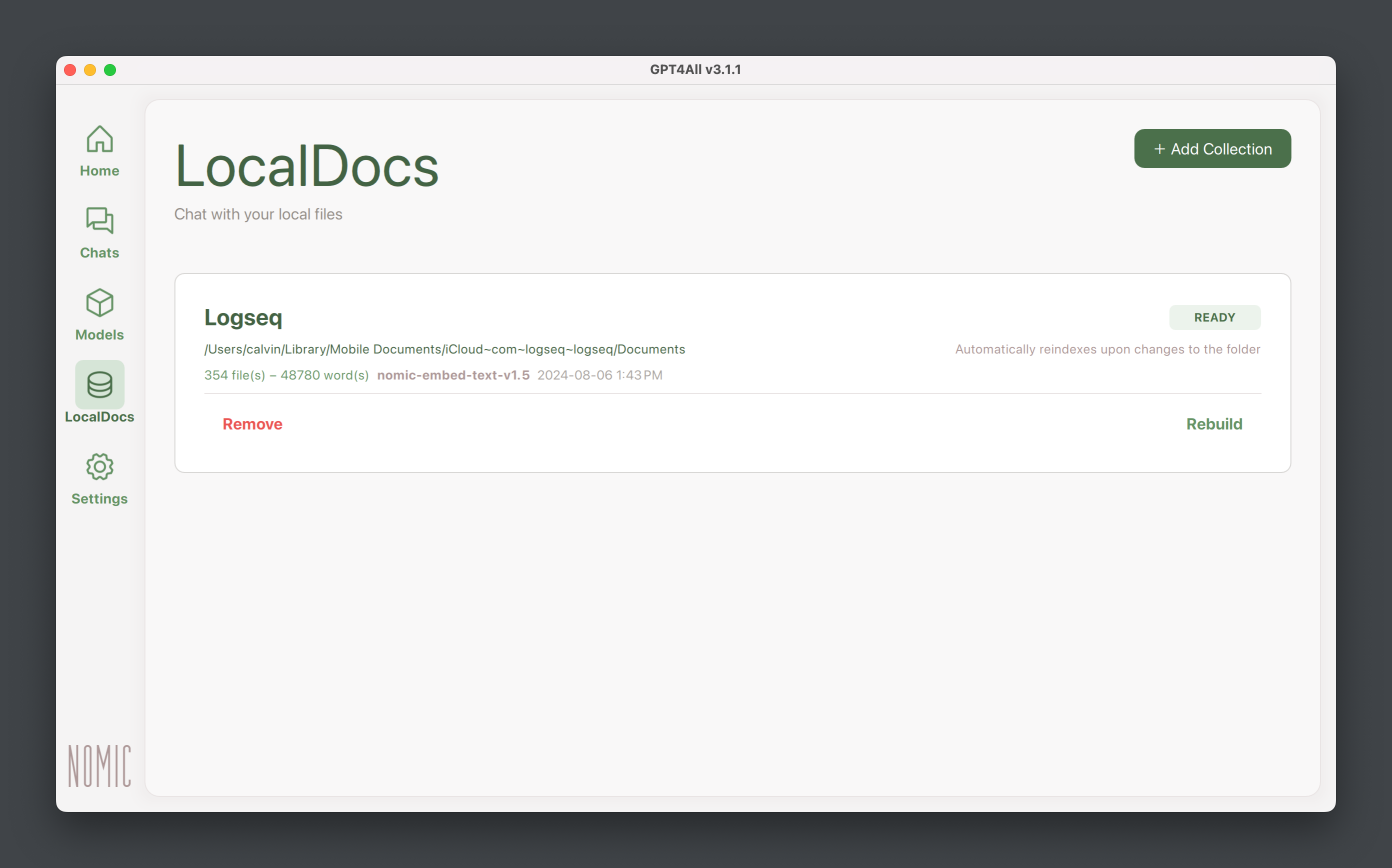 GPT4All v3.1.1
Home
Chats
Models
LocalDocs
Settings
NOMIC
LocalDocs
Chat with your local files
+ Add Collection
Logseq
READY
/Users/calvin/Library/Mobile Documents/iCloud~com~logseq~logseq/Documents
Automatically reindexes upon changes to the folder
354 file(s) – 48780 word(s) nomic-embed-text-v1.5 2024-08-06 1:43 PM
Remove
Rebuild